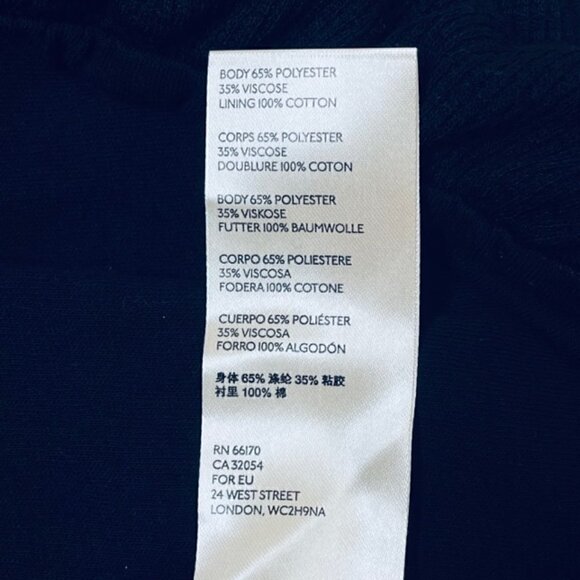 BODY 65% POLYESTER
35% VISCOSE
LINING 100% COTTON
CORPS 65% POLYESTER
35% VISCOSE
DOUBLURE 100% COTON
BODY 65% POLYESTER
35% VISKOSE
FUTTER 100% BAUMWOLLE
CORPO 65% POLIESTERE
35% VISCOSA
FODERA 100% COTONE
CUERPO 65% POLIÉSTER
35% VISCOSA
FORRO 100% ALGODÓN
身体 65% 涤纶 35% 粘胶
衬里 100% 棉
RN 66170
CA 32054
FOR EU
24 WEST STREET
LONDON, WC2H9NA